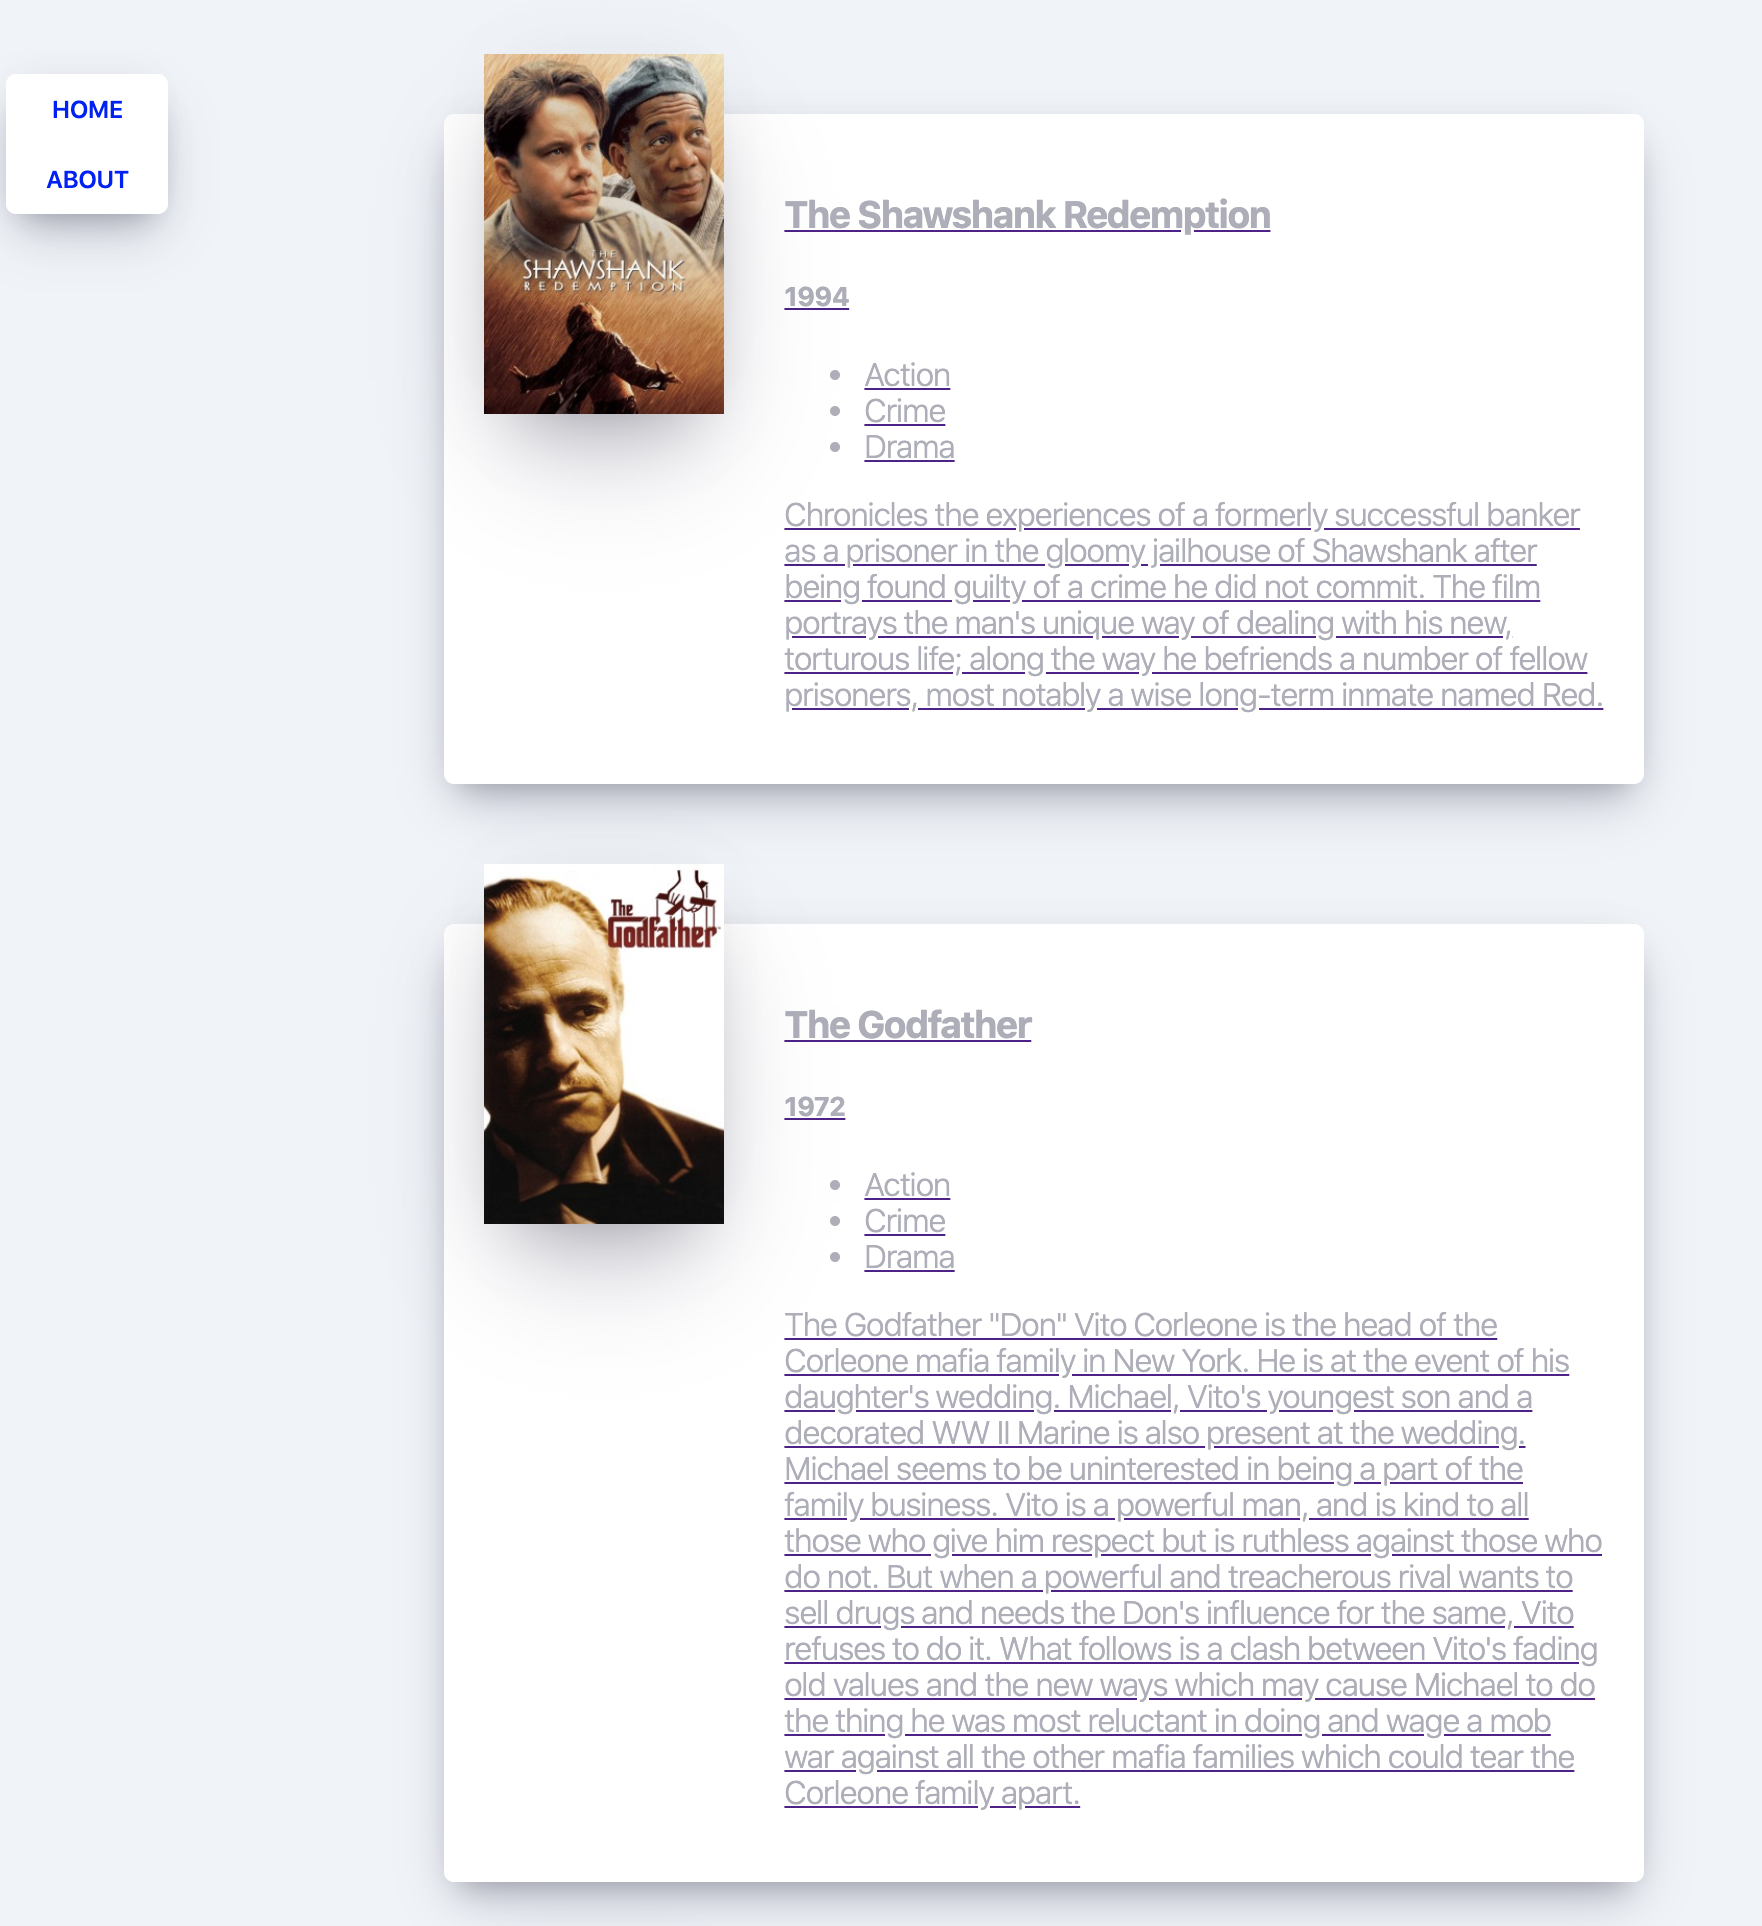 HOME
ABOUT
THE
SHAWSHANK
REDEMPTION
The Shawshank Redemption
1994
Action
Crime
Drama
Chronicles the experiences of a formerly successful banker
as a prisoner in the gloomy jailhouse of Shawshank after
being found guilty of a crime he did not commit. The film
portrays the man's unique way of dealing with his new,
torturous life; along the way he befriends a number of fellow
prisoners, most notably a wise long-term inmate named Red.
The
Godfather
The Godfather
1972
Action
Crime
Drama
The Godfather "Don" Vito Corleone is the head of the
Corleone mafia family in New York. He is at the event of his
daughter's wedding. Michael, Vito's youngest son and a
decorated WW II Marine is also present at the wedding.
Michael seems to be uninterested in being a part of the
family business. Vito is a powerful man, and is kind to all
those who give him respect but is ruthless against those who
do not. But when a powerful and treacherous rival wants to
sell drugs and needs the Don's influence for the same, Vito
refuses to do it. What follows is a clash between Vito's fading
old values and the new ways which may cause Michael to do
the thing he was most reluctant in doing and wage a mob
war against all the other mafia families which could tear the
Corleone family apart.